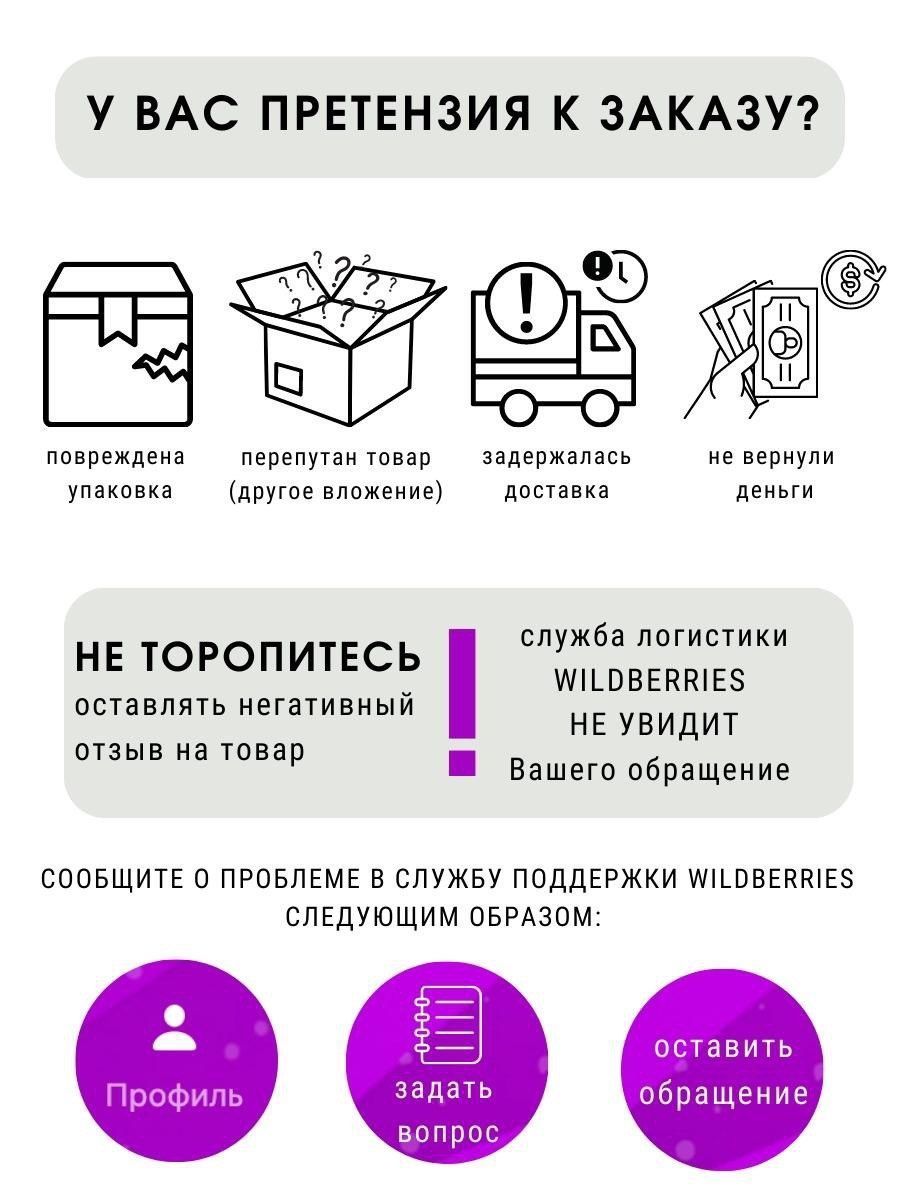 У ВАС ПРЕТЕНЗИЯ К ЗАКАЗУ?
повреждена
упаковка
перепутан товар
(другое вложение)
задержалась
доставка
не вернули
деньги
НЕ ТОРОПИТЕСЬ
оставлять негативный
отзыв на товар
!
служба логистики
WILDBERRIES
НЕ УВИДИТ
Вашего обращение
СООБЩИТЕ О ПРОБЛЕМЕ В СЛУЖБУ ПОДДЕРЖКИ WILDBERRIES
СЛЕДУЮЩИМ ОБРАЗОМ:
Профиль
задать
вопрос
оставить
обращение